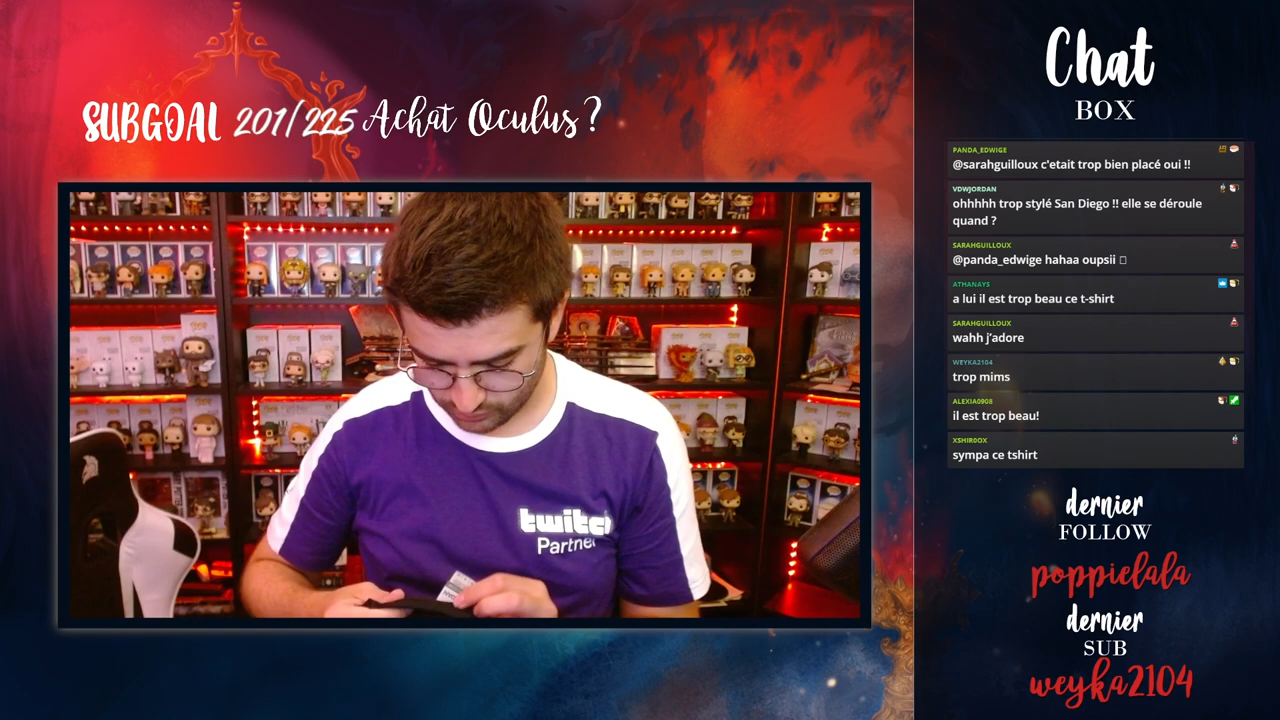 SUBGOAL 201/225 Achat Oculus?
twitch
Partner
Chat
BOX
PANDA_EDWIGE
@sarahguilloux c'etait trop bien placé oui !!
VDWJORDAN
ohhhhh trop stylé San Diego !! elle se déroule
quand ?
SARAHGUILLOUX
@panda_edwige hahaa oupsii
ATHANAYS
a lui il est trop beau ce t-shirt
SARAHGUILLOUX
wahh j'adore
WEYKA2104
trop mims
ALEXIA0908
il est trop beau!
XSHIR0OX
sympa ce tshirt
dernier
FOLLOW
poppielala
dernier
SUB
weyka2104